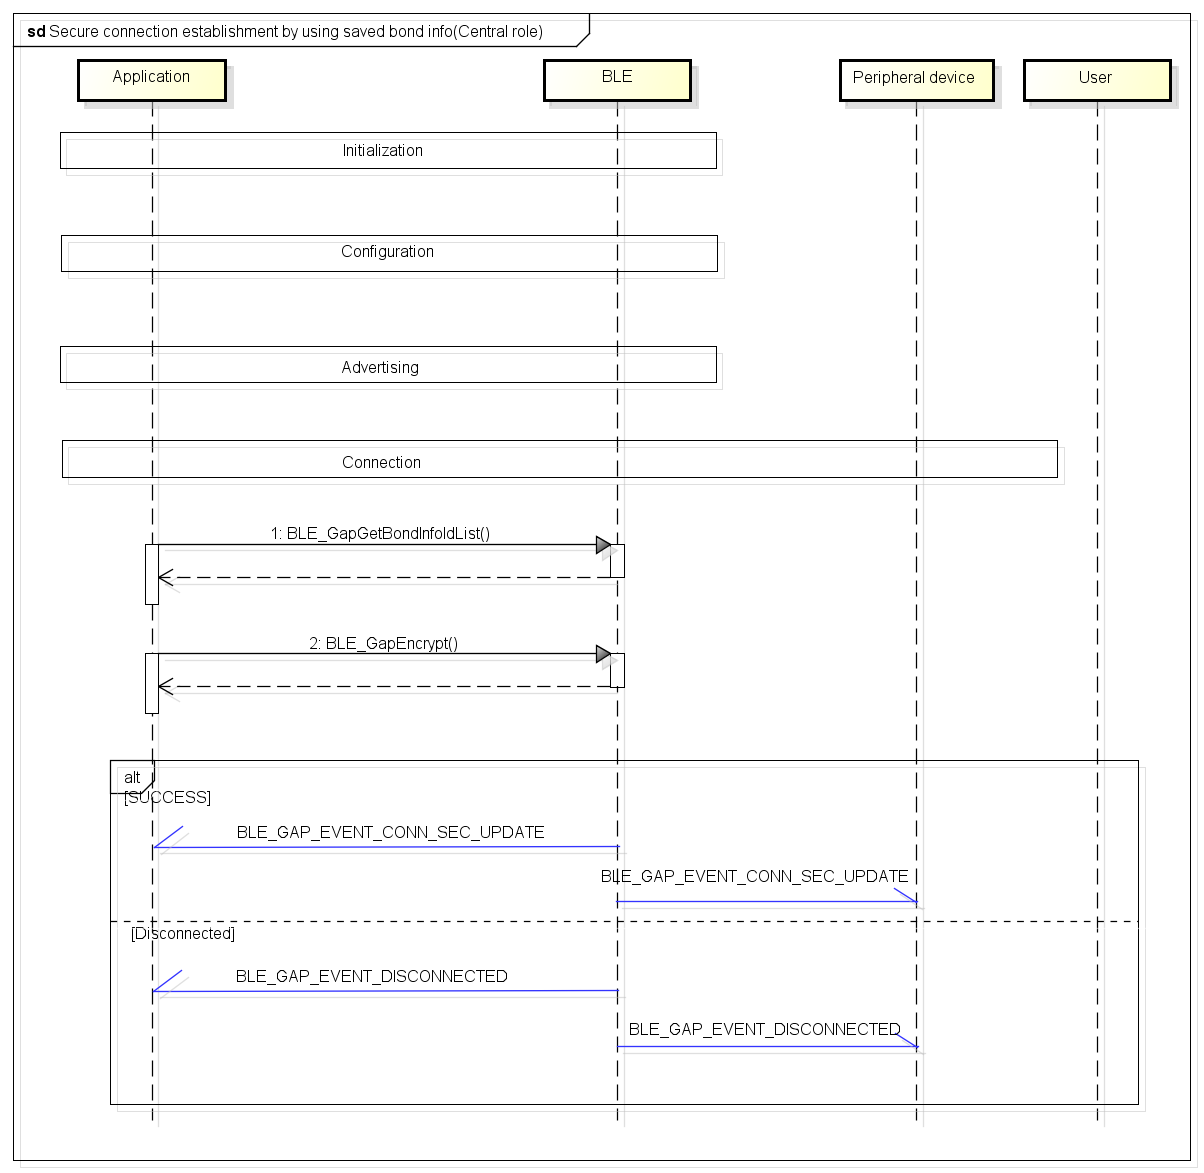 sd Secure connection establishment by using saved bond info(Central role)
Application BLE Peripheral device User
Initialization
Configuration
Advertising
Connection
1: BLE_GapGetBondInfoIdList()
2: BLE_GapEncrypt()
alt
[SUCCESS]
BLE_GAP_EVENT_CONN_SEC_UPDATE
BLE_GAP_EVENT_CONN_SEC_UPDATE
[Disconnected]
BLE_GAP_EVENT_DISCONNECTED
BLE_GAP_EVENT_DISCONNECTED